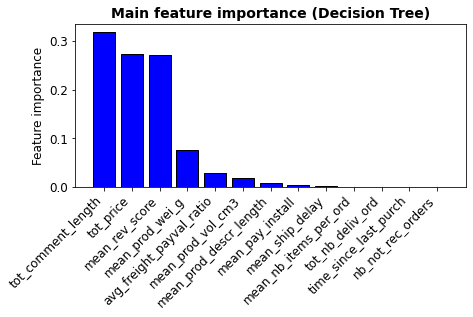 Main feature importance (Decision Tree)
Feature importance
0.3
0.2
0.1
0.0
tot_comment_length
tot_price
mean_rev_score
mean_prod_wei_g
avg_freight_payval_ratio
mean_prod_vol_cm3
mean_prod_descr_length
mean_pay_install
mean_ship_delay
mean_nb_items_per_ord
tot_nb_deliv_ord
time_since_last_purch
nb_not_rec_orders